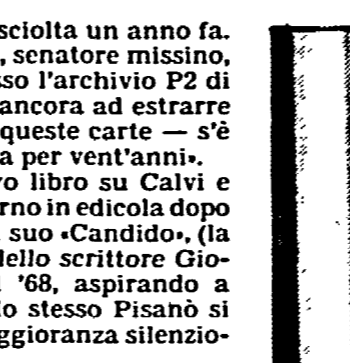 sciolta un anno fa.
, senatore missino,
sso l'archivio P2 di
ancora ad estrarre
queste carte — s'è
a per vent'anni».
vo libro su Calvi e
rno in edicola dopo
suo «Candido», (la
dello scrittore Gio-
'68, aspirando a
o stesso Pisanò si
ggioranza silenzio-